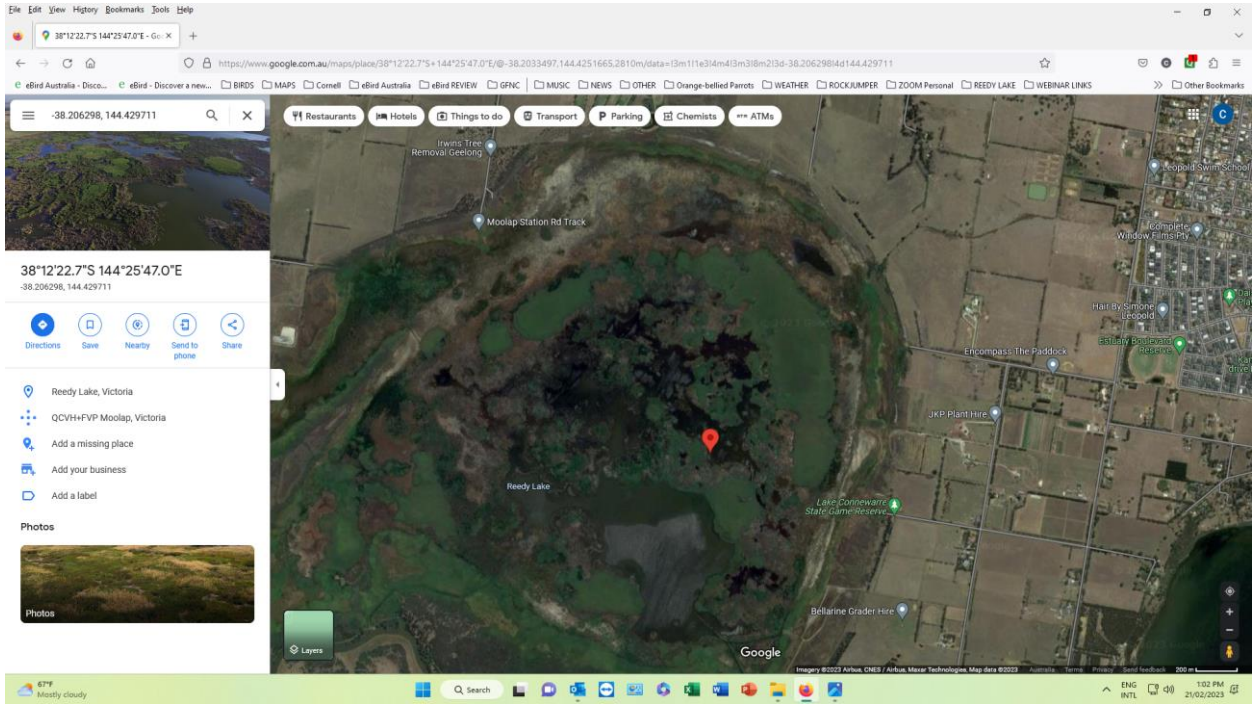 File Edit View History Bookmarks Tools Help
38°12'22.7"S 144°25'47.0"E - Goo
https://www.google.com.au/maps/place/38°12'22.7"S+144°25'47.0"E/@-38.2033497,144.4251665,2810m/data=!3m1!1e3!4m4!3m3!8m2!3d-38.206298!4d144.429711
eBird Australia - Disco... eBird - Discover a new... BIRDS MAPS Cornell eBird Australia eBird REVIEW GFNC MUSIC NEWS OTHER Orange-bellied Parrots WEATHER ROCKJUMPER ZOOM Personal REEDY LAKE WEBINAR LINKS Other Bookmarks
-38.206298, 144.429711
Restaurants Hotels Things to do Transport Parking Chemists ATMs
C
Irwins Tree
Removal Geelong
Leopold Swim School
Moolap Station Rd Track
Complete
Window Films Pty
38°12'22.7"S 144°25'47.0"E
-38.206298, 144.429711
Hair By Simone
Leopold
Directions Save Nearby Send to
phone Share
Estuary Boulevard
Reserve
Encompass The Paddock
Reedy Lake, Victoria
QCVH+FVP Moolap, Victoria
JKP Plant Hire
Add a missing place
Add your business
Add a label
Reedy Lake
Lake Connewarre
State Game Reserve
Photos
Photos
Bellarine Grader Hire
Layers
Google
Imagery ©2023 Airbus, CNES / Airbus, Maxar Technologies, Map data ©2023 Australia Terms Privacy Send feedback 200 m
67°F
Mostly cloudy
Search
ENG
INTL
1:02 PM
21/02/2023